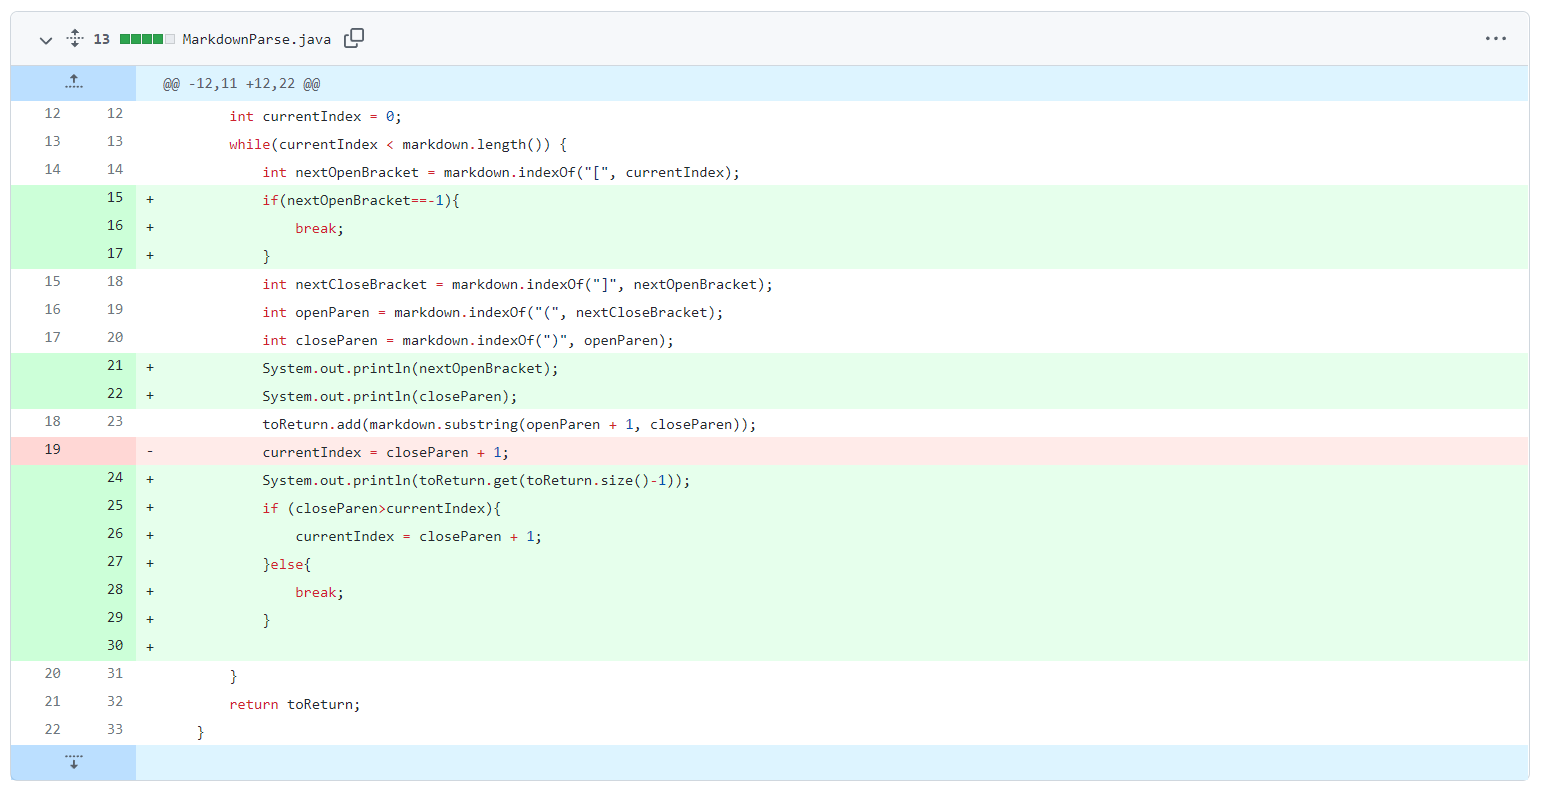 13 MarkdownParse.java
@@ -12,11 +12,22 @@
12 12 int currentIndex = 0;
13 13 while(currentIndex < markdown.length()) {
14 14 int nextOpenBracket = markdown.indexOf("[", currentIndex);
15 + if(nextOpenBracket==-1){
16 + break;
17 + }
15 18 int nextCloseBracket = markdown.indexOf("]", nextOpenBracket);
16 19 int openParen = markdown.indexOf("(", nextCloseBracket);
17 20 int closeParen = markdown.indexOf(")", openParen);
21 + System.out.println(nextOpenBracket);
22 + System.out.println(closeParen);
18 23 toReturn.add(markdown.substring(openParen + 1, closeParen));
19 - currentIndex = closeParen + 1;
24 + System.out.println(toReturn.get(toReturn.size()-1));
25 + if (closeParen>currentIndex){
26 + currentIndex = closeParen + 1;
27 + }else{
28 + break;
29 + }
30 +
20 31 }
21 32 return toReturn;
22 33 }